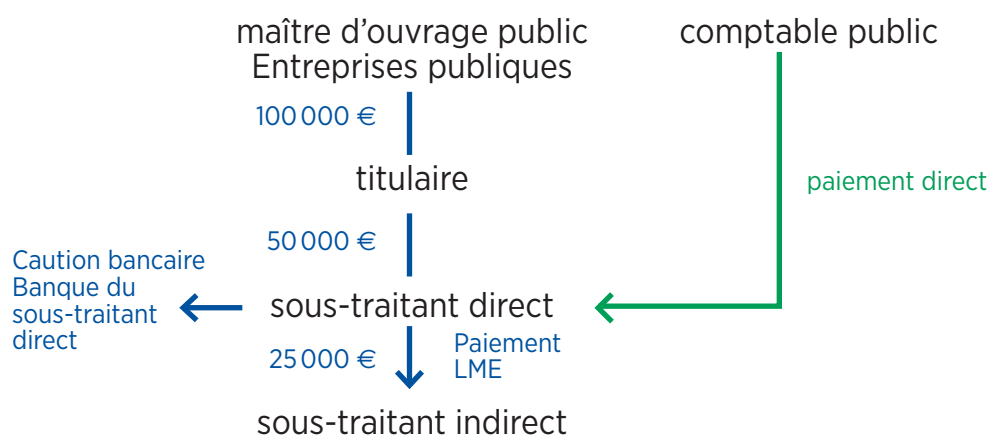 maître d'ouvrage public
Entreprises publiques
comptable public
100 000 €
titulaire
paiement direct
50 000 €
Caution bancaire
Banque du
sous-traitant
direct
sous-traitant direct
25 000 €
Paiement
LME
sous-traitant indirect